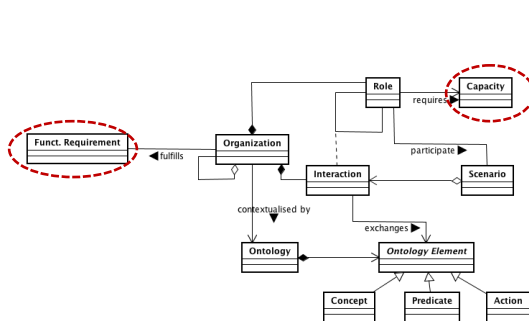 Role
Capacity
requires
Funct. Requirement
Organization
fulfills
participate
Interaction
Scenario
contextualised by
exchanges
Ontology
Ontology Element
Concept
Predicate
Action